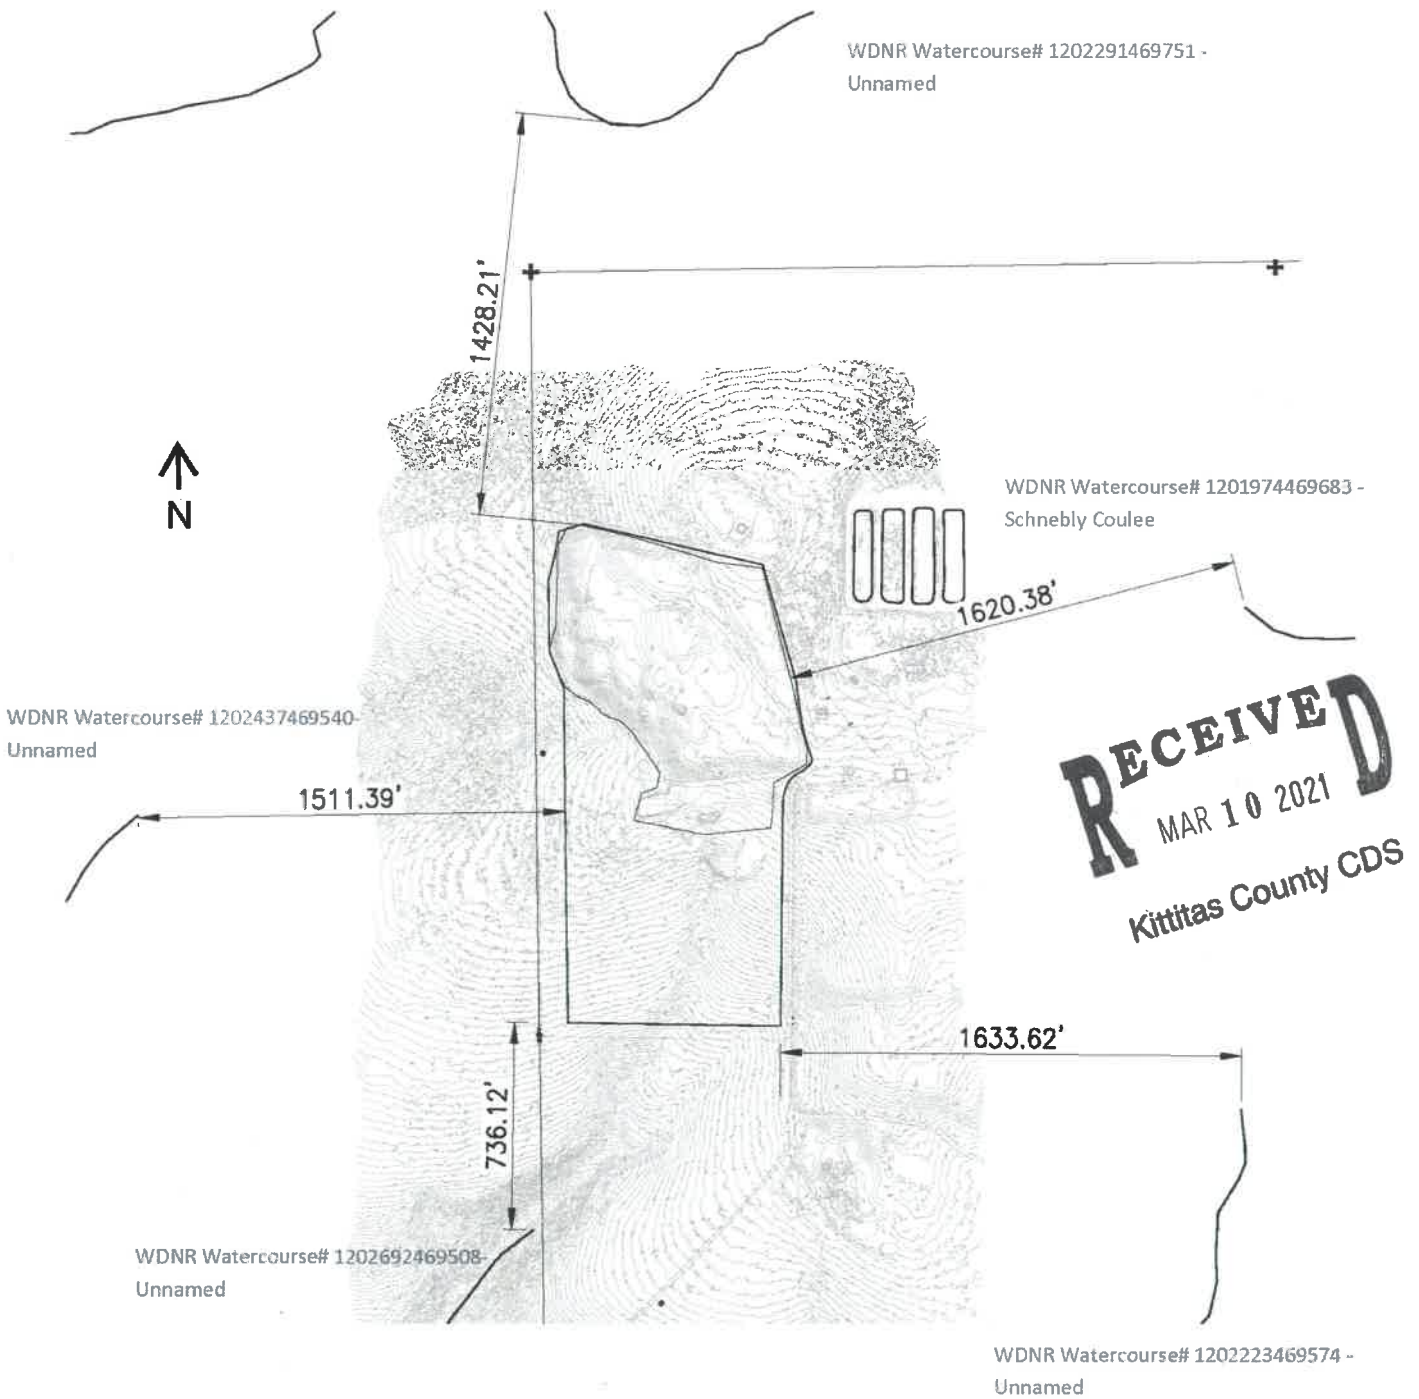 WDNR Watercourse# 1202291469751 -
Unnamed
1428.21'
N
WDNR Watercourse# 1201974469683 -
Schnebly Coulee
1620.38'
WDNR Watercourse# 1202437469540-
Unnamed
1511.39'
RECEIVED
MAR 10 2021
Kittitas County CDS
1633.62'
736.12'
WDNR Watercourse# 1202692469508-
Unnamed
WDNR Watercourse# 1202223469574 -
Unnamed